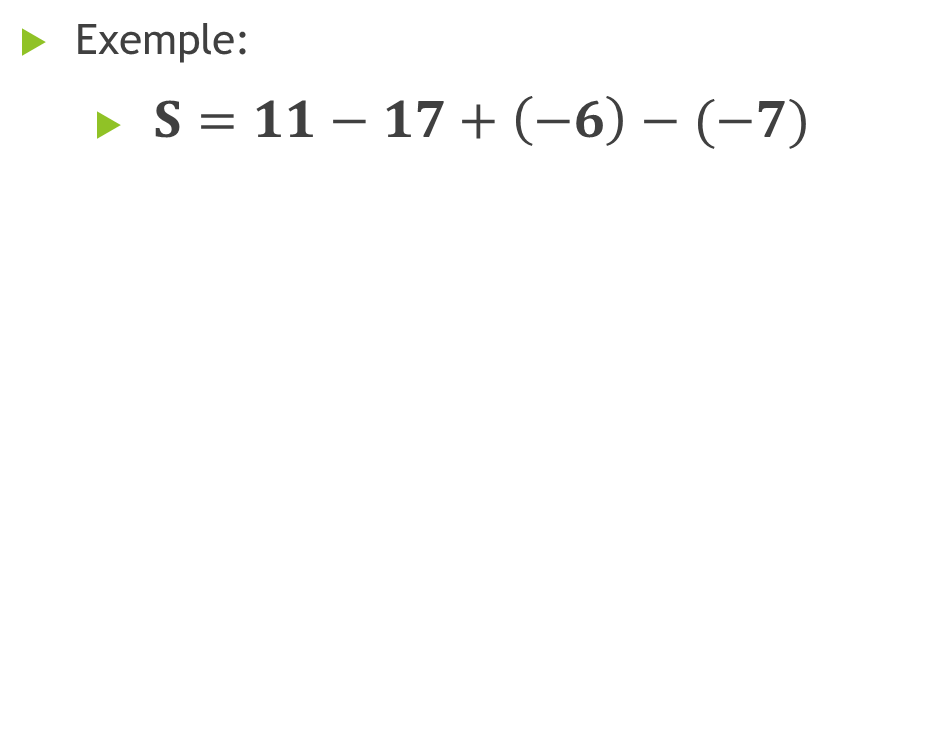 Exemple:
S = 11 − 17 + (−6) − (−7)